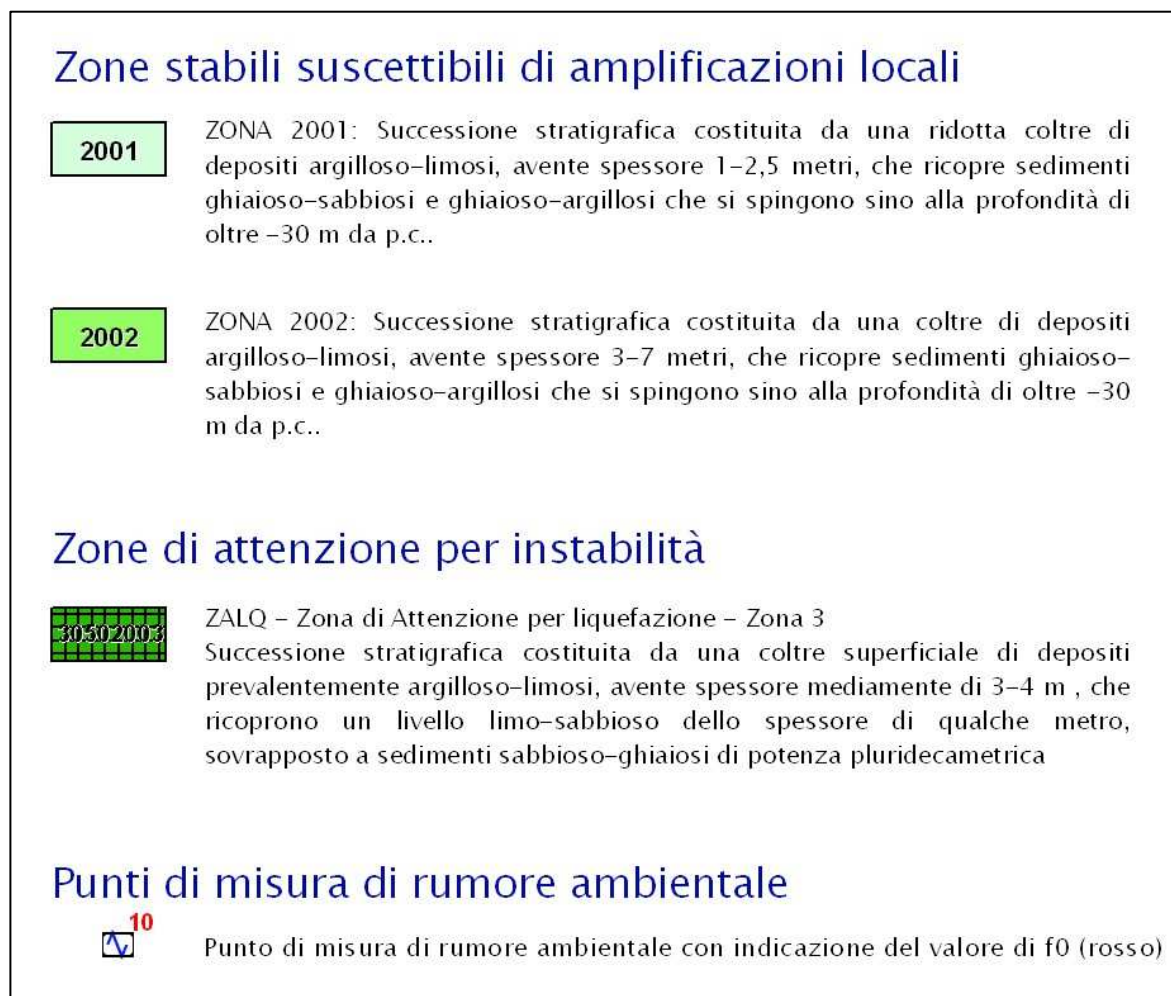 Zone stabili suscettibili di amplificazioni locali
2001
ZONA 2001: Successione stratigrafica costituita da una ridotta coltre di
depositi argilloso–limosi, avente spessore 1–2,5 metri, che ricopre sedimenti
ghiaioso–sabbiosi e ghiaioso–argillosi che si spingono sino alla profondità di
oltre –30 m da p.c..
2002
ZONA 2002: Successione stratigrafica costituita da una coltre di depositi
argilloso–limosi, avente spessore 3–7 metri, che ricopre sedimenti ghiaioso–
sabbiosi e ghiaioso–argillosi che si spingono sino alla profondità di oltre –30
m da p.c..
Zone di attenzione per instabilità
30502003
ZALQ – Zona di Attenzione per liquefazione – Zona 3
Successione stratigrafica costituita da una coltre superficiale di depositi
prevalentemente argilloso–limosi, avente spessore mediamente di 3–4 m , che
ricoprono un livello limo–sabbioso dello spessore di qualche metro,
sovrapposto a sedimenti sabbioso–ghiaiosi di potenza pluridecametrica
Punti di misura di rumore ambientale
10
Punto di misura di rumore ambientale con indicazione del valore di f0 (rosso)